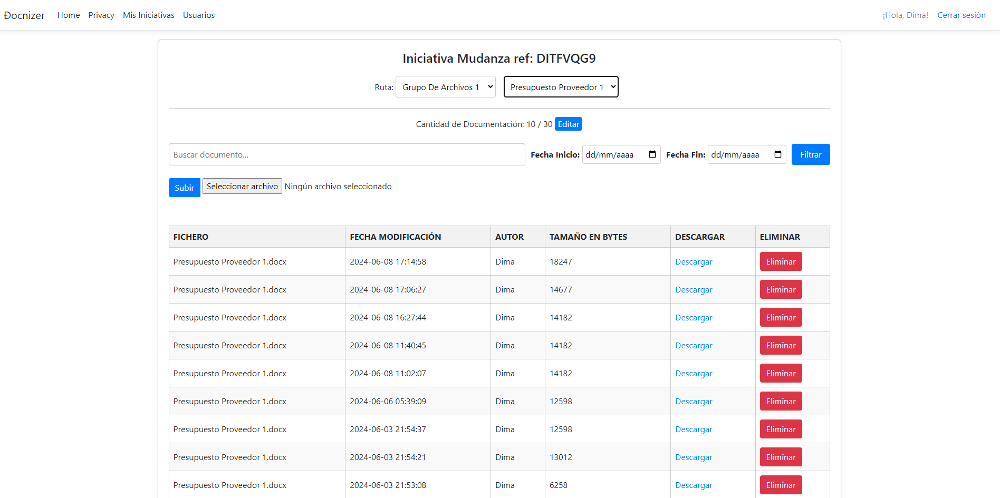 Đocnizer Home Privacy Mis Iniciativas Usuarios ¡Hola, Dima! Cerrar sesión
Iniciativa Mudanza ref: DITFVQG9
Ruta: Grupo De Archivos 1 Presupuesto Proveedor 1
Cantidad de Documentación: 10 / 30 Editar
Buscar documento... Fecha Inicio: dd/mm/aaaa Fecha Fin: dd/mm/aaaa Filtrar
Subir Seleccionar archivo Ningún archivo seleccionado
FICHERO FECHA MODIFICACIÓN AUTOR TAMAÑO EN BYTES DESCARGAR ELIMINAR
Presupuesto Proveedor 1.docx 2024-06-08 17:14:58 Dima 18247 Descargar Eliminar
Presupuesto Proveedor 1.docx 2024-06-08 17:06:27 Dima 14677 Descargar Eliminar
Presupuesto Proveedor 1.docx 2024-06-08 16:27:44 Dima 14182 Descargar Eliminar
Presupuesto Proveedor 1.docx 2024-06-08 11:40:45 Dima 14182 Descargar Eliminar
Presupuesto Proveedor 1.docx 2024-06-08 11:02:07 Dima 14182 Descargar Eliminar
Presupuesto Proveedor 1.docx 2024-06-06 05:39:09 Dima 12598 Descargar Eliminar
Presupuesto Proveedor 1.docx 2024-06-03 21:54:37 Dima 12598 Descargar Eliminar
Presupuesto Proveedor 1.docx 2024-06-03 21:54:21 Dima 13012 Descargar Eliminar
Presupuesto Proveedor 1.docx 2024-06-03 21:53:08 Dima 6258 Descargar Eliminar